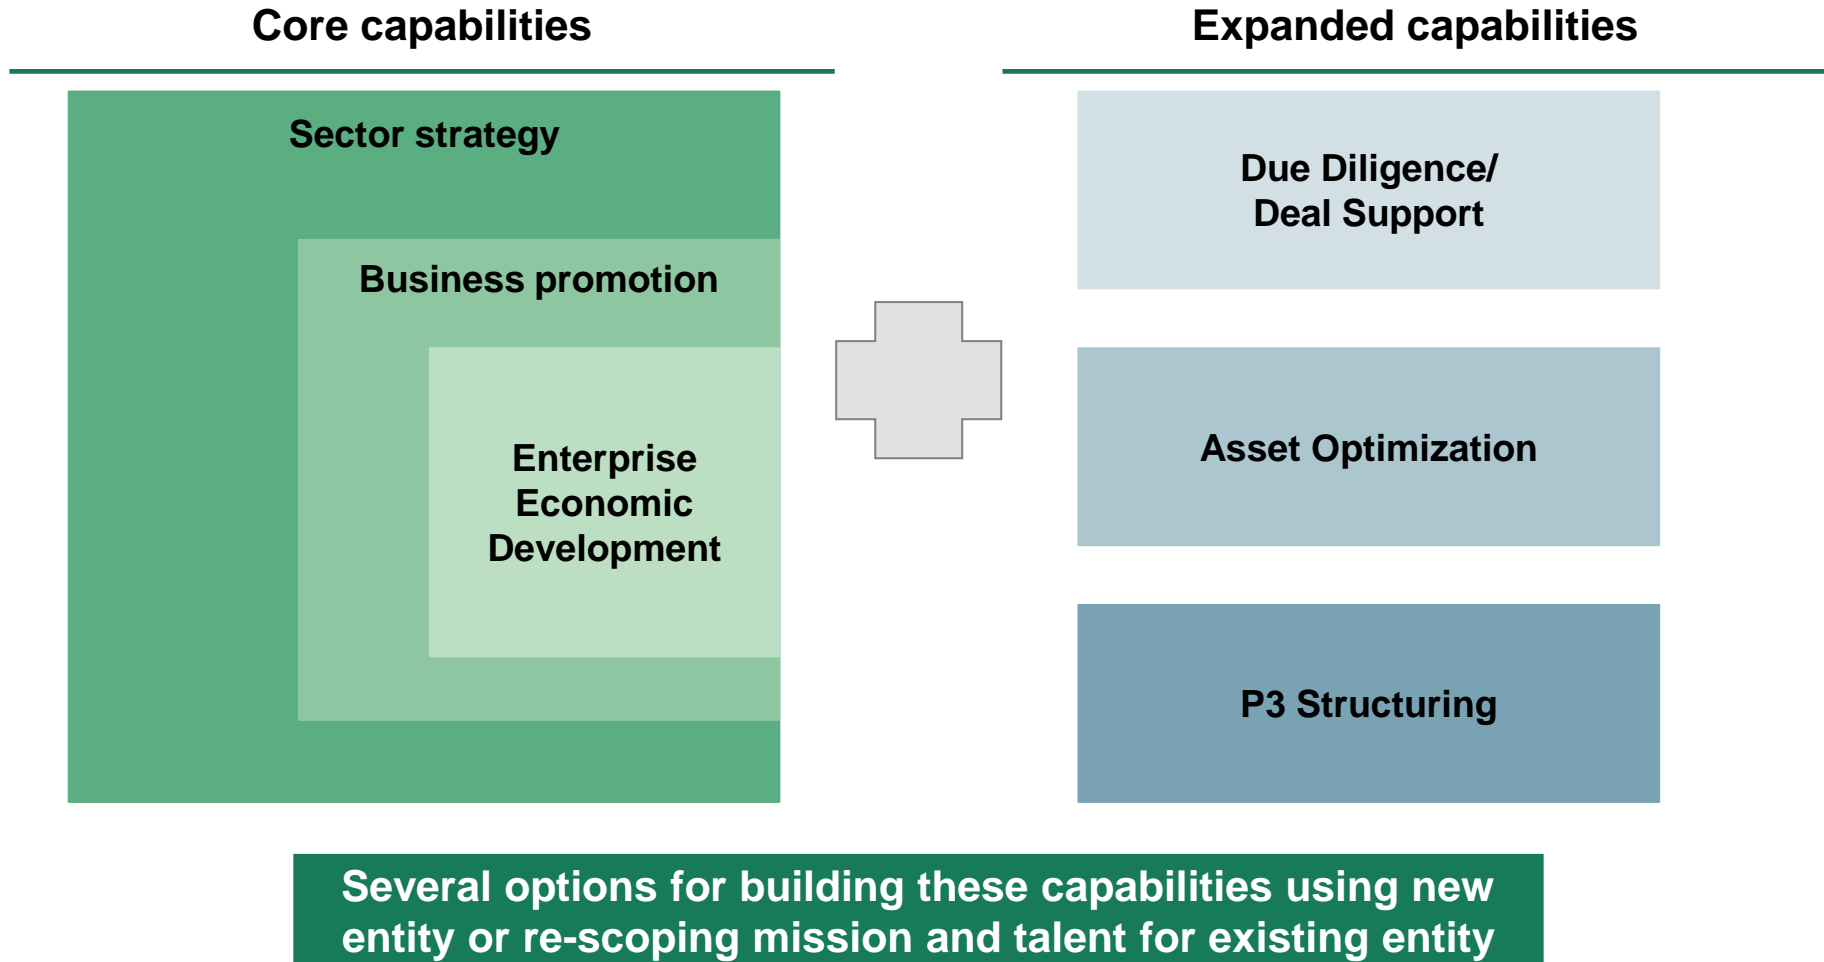 Core capabilities
Sector strategy
Business promotion
Enterprise
Economic
Development
Expanded capabilities
Due Diligence/
Deal Support
Asset Optimization
P3 Structuring
Several options for building these capabilities using new
entity or re-scoping mission and talent for existing entity